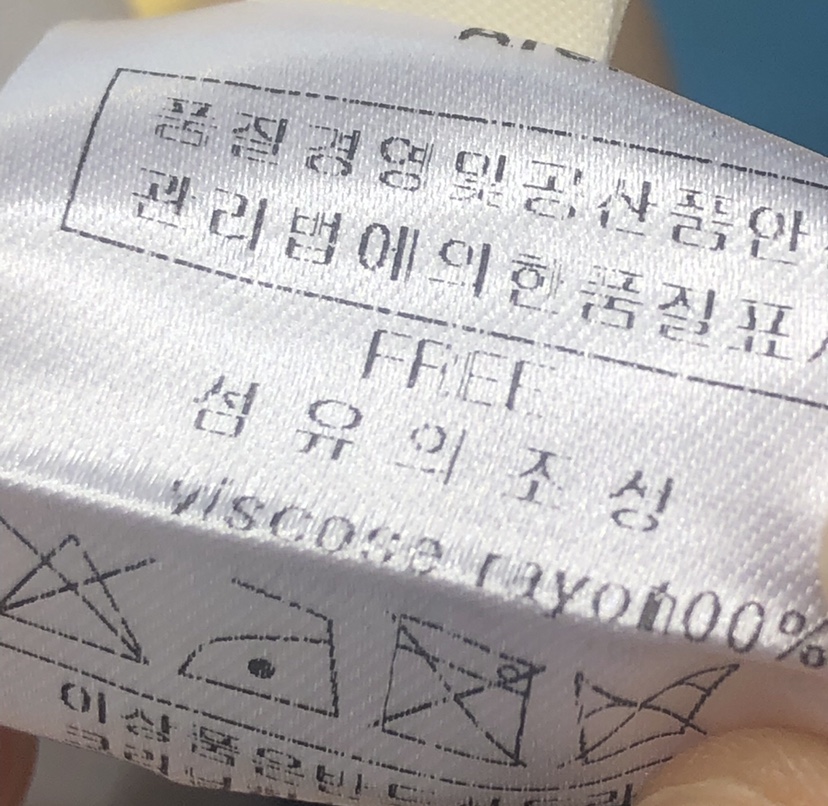 품질경영및공산품안
관리법에의한품질표
FREE
섬유의조성
viscose rayon100%